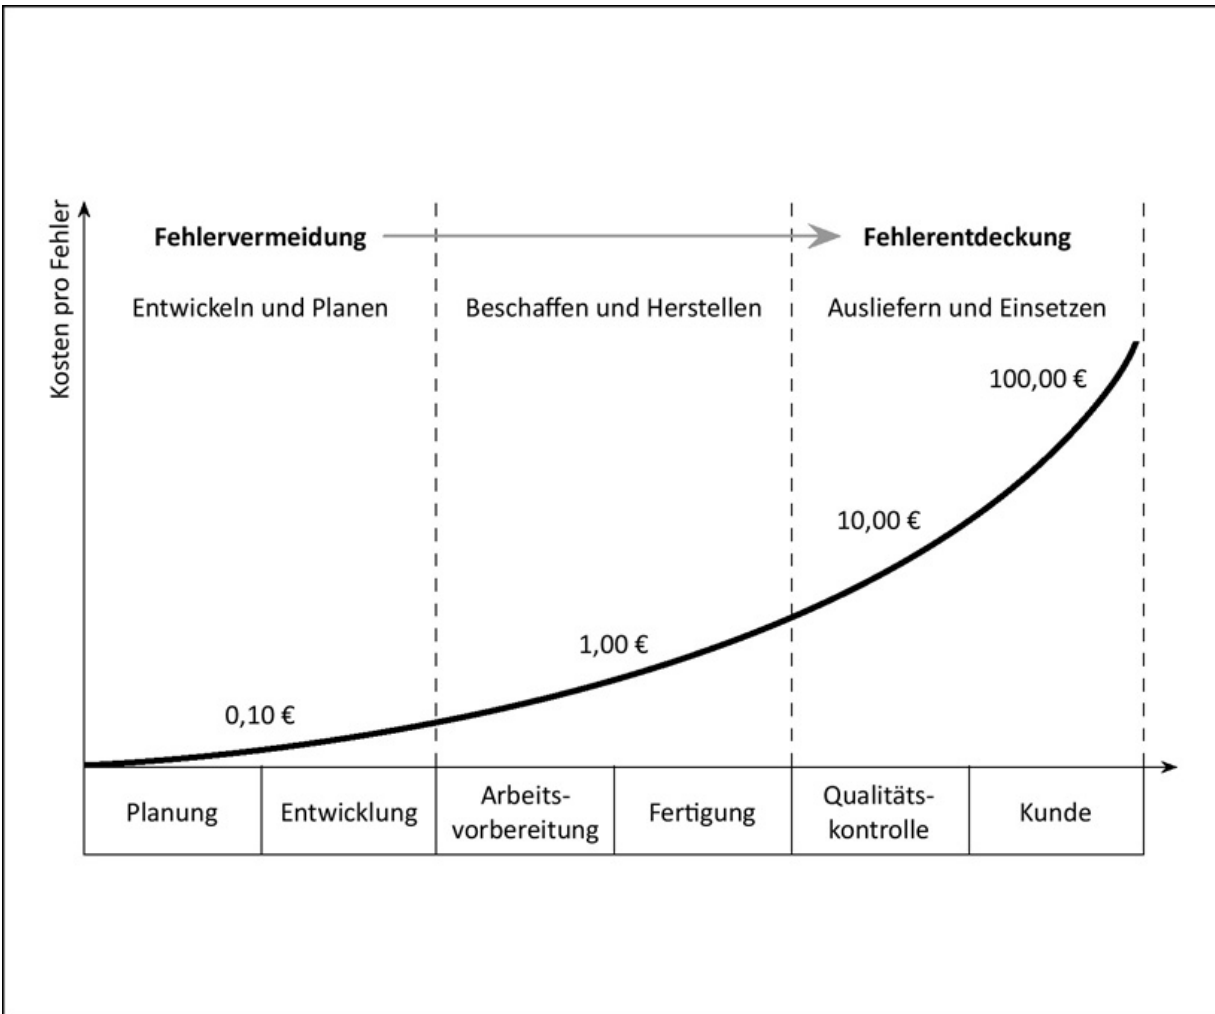 Kosten pro Fehler
Fehlervermeidung
Fehlerentdeckung
Entwickeln und Planen
Beschaffen und Herstellen
Ausliefern und Einsetzen
100,00 €
10,00 €
1,00 €
0,10 €
Planung
Entwicklung
Arbeits-
vorbereitung
Fertigung
Qualitäts-
kontrolle
Kunde